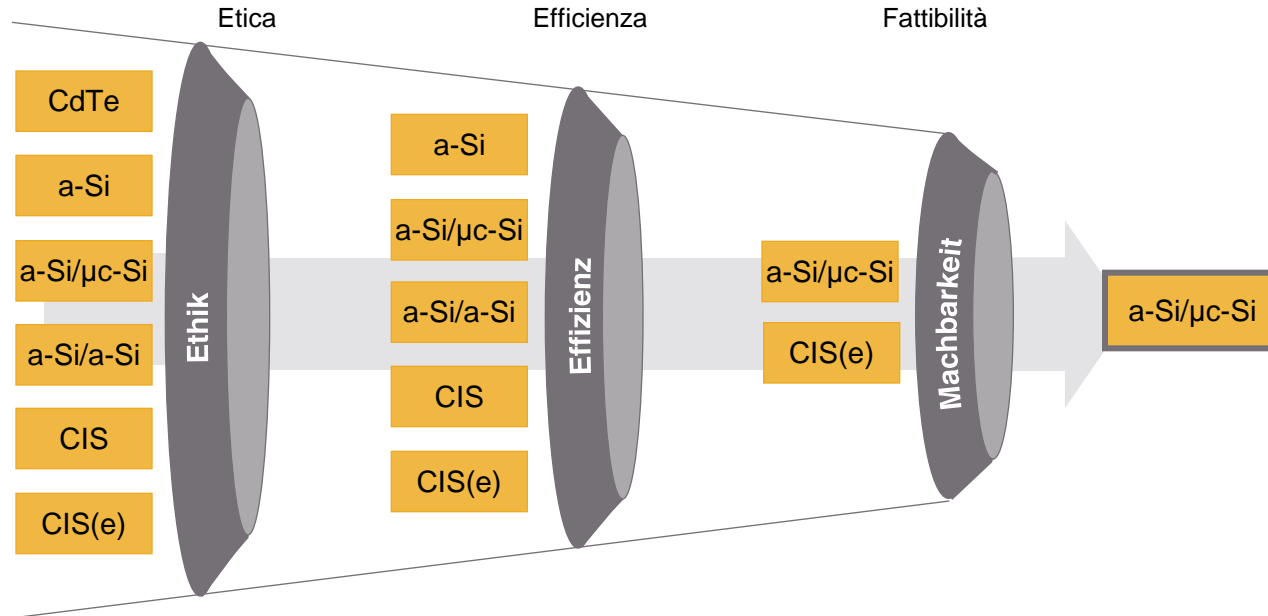 Etica
Efficienza
Fattibilità
CdTe
a-Si
a-Si/µc-Si
a-Si/a-Si
CIS
CIS(e)
Ethik
a-Si
a-Si/µc-Si
a-Si/a-Si
CIS
CIS(e)
Effizienz
a-Si/µc-Si
CIS(e)
Machbarkeit
a-Si/µc-Si